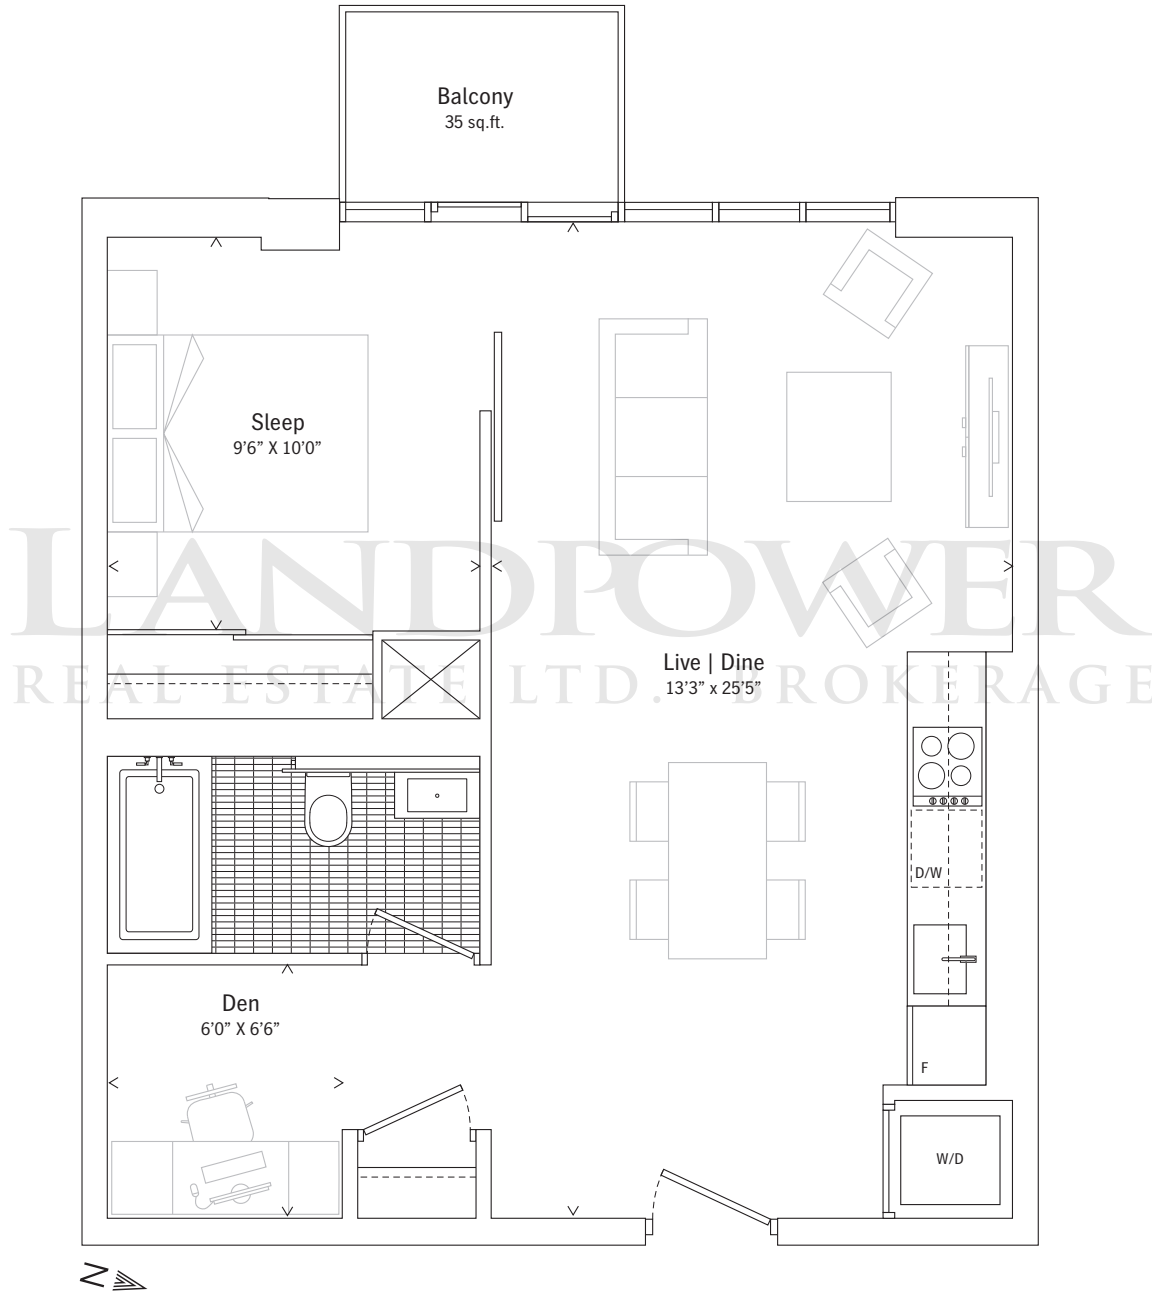 Balcony
35 sq.ft.
Sleep
9’6” X 10’0”
LANDPOWER
REAL ESTATE LTD. BROKERAGE
Live | Dine
13’3” x 25’5”
D/W
Den
6’0” X 6’6”
F
W/D
N